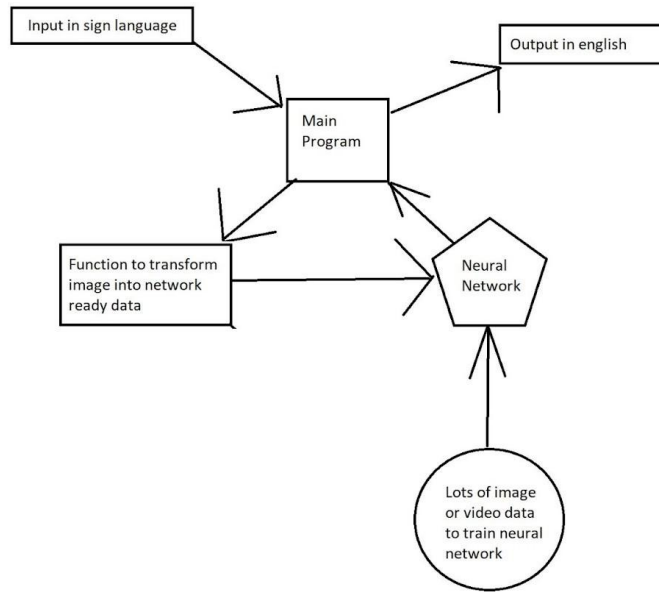 Input in sign language
Output in english
Main
Program
Function to transform
image into network
ready data
Neural
Network
Lots of image
or video data
to train neural
network